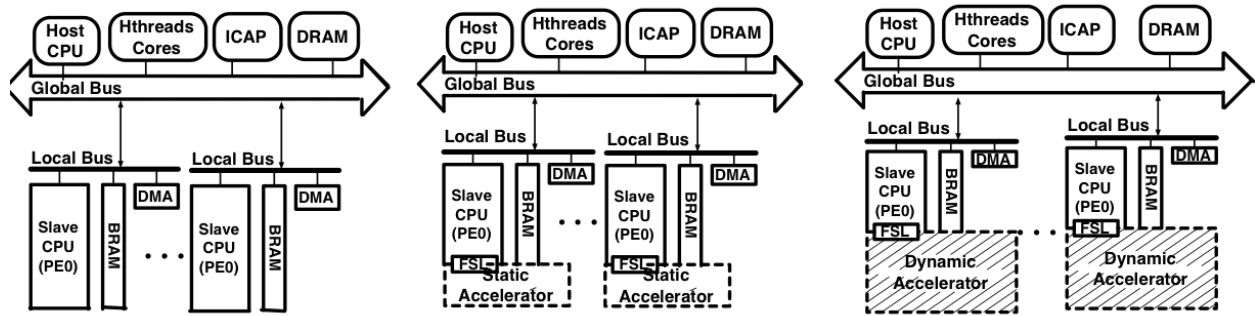 Host
CPU
Hthreads
Cores
ICAP
DRAM
Global Bus
Local Bus
Local Bus
Slave
CPU
(PE0)
BRAM
DMA
Slave
CPU
(PE0)
BRAM
DMA
Host
CPU
Hthreads
Cores
ICAP
DRAM
Global Bus
Local Bus
Local Bus
Slave
CPU
(PE0)
BRAM
DMA
FSL
Static
Accelerator
Slave
CPU
(PE0)
BRAM
DMA
FSL
Static
Accelerator
Host
CPU
Hthreads
Cores
ICAP
DRAM
Global Bus
Local Bus
Local Bus
Slave
CPU
(PE0)
BRAM
DMA
FSL
Dynamic
Accelerator
Slave
CPU
(PE0)
BRAM
DMA
FSL
Dynamic
Accelerator